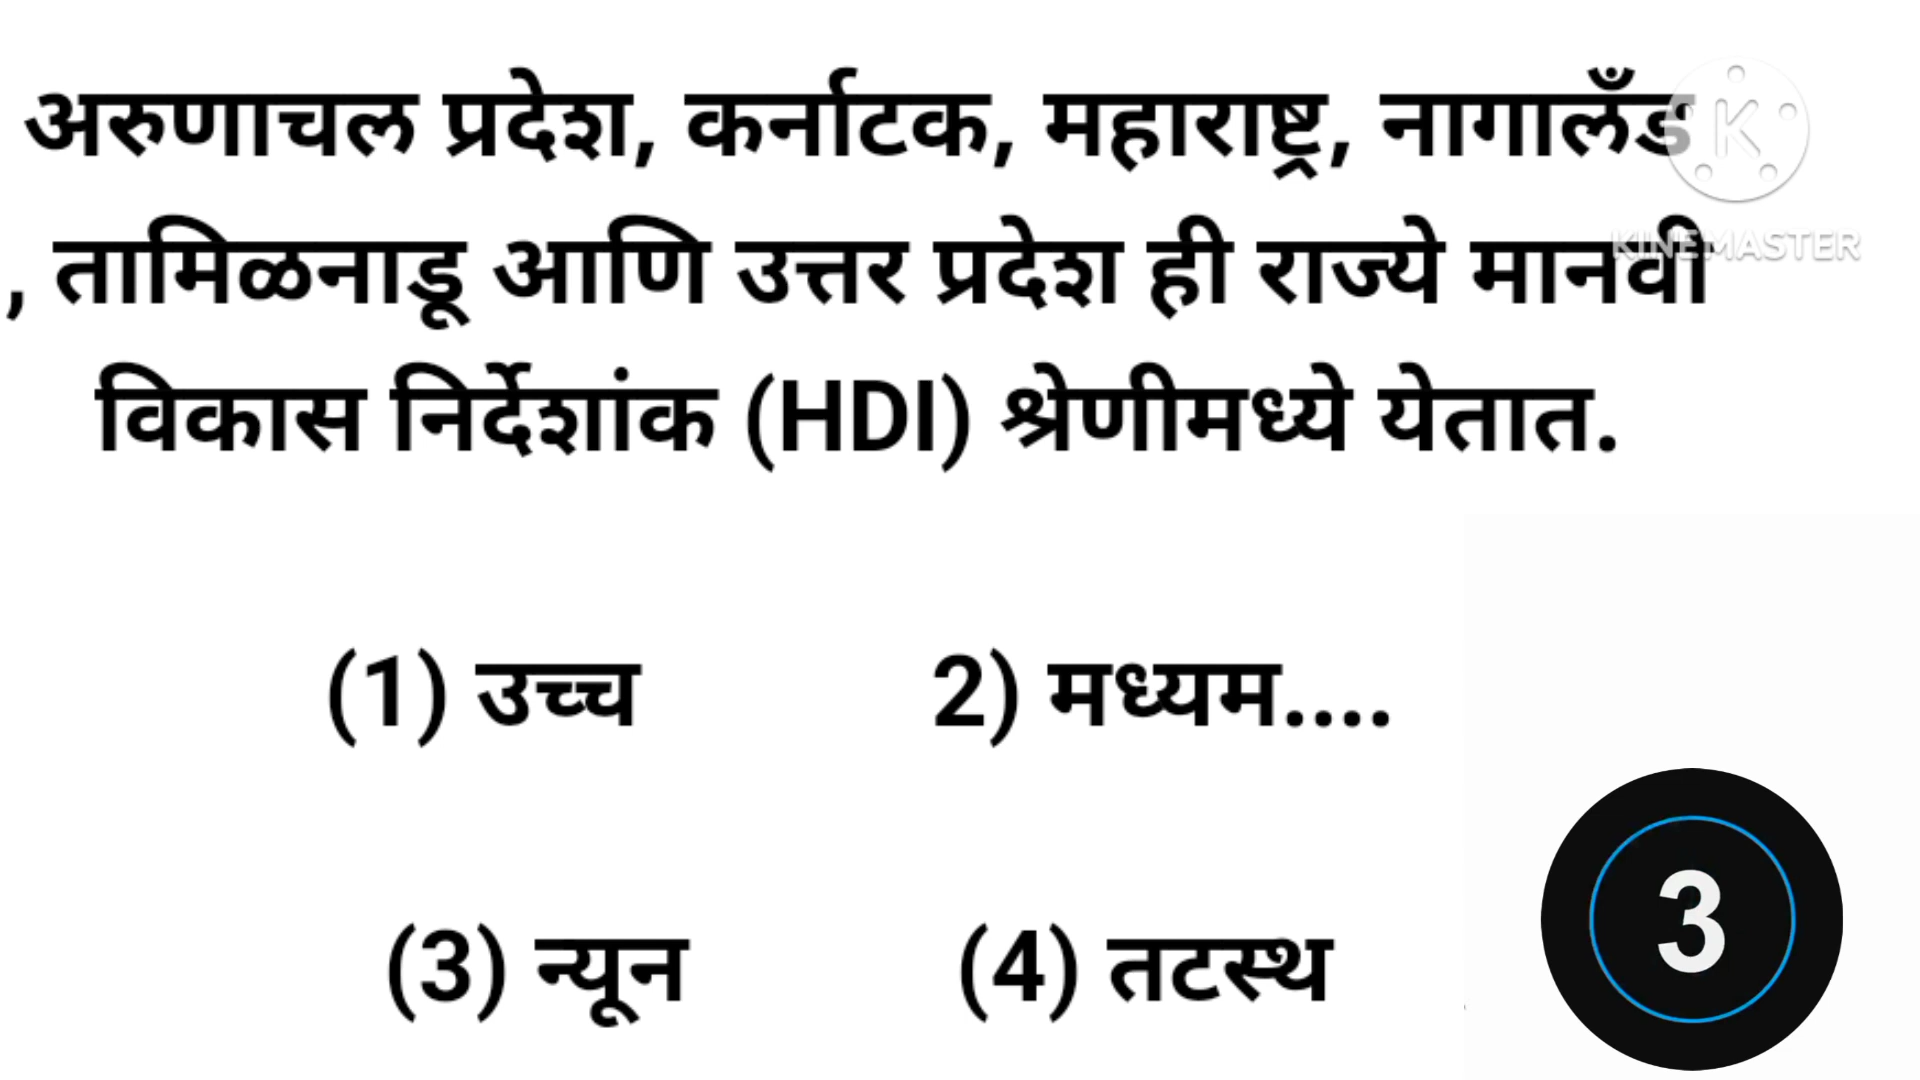 अरुणाचल प्रदेश, कर्नाटक, महाराष्ट्र, नागालँड
, तामिळनाडू आणि उत्तर प्रदेश ही राज्ये मानवी
विकास निर्देशांक (HDI) श्रेणीमध्ये येतात.
(1) उच्च 2) मध्यम....
(3) न्यून (4) तटस्थ
3
K
KINEMASTER